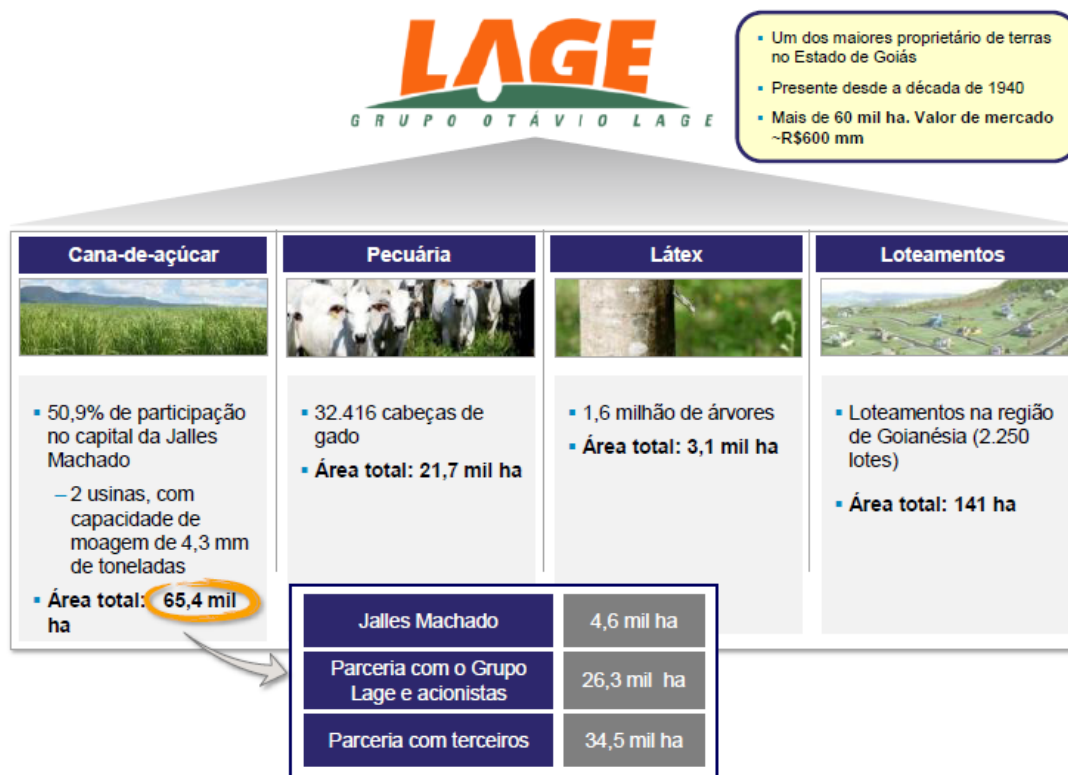 LAGE
GRUPO OTÁVIO LAGE
▪ Um dos maiores proprietário de terras
no Estado de Goiás
▪ Presente desde a década de 1940
▪ Mais de 60 mil ha. Valor de mercado
~R$600 mm
Cana-de-açúcar
▪ 50,9% de participação
no capital da Jalles
Machado
– 2 usinas, com
capacidade de
moagem de 4,3 mm
de toneladas
▪ Área total: 65,4 mil
ha
Pecuária
▪ 32.416 cabeças de
gado
▪ Área total: 21,7 mil ha
Látex
▪ 1,6 milhão de árvores
▪ Área total: 3,1 mil ha
Loteamentos
▪ Loteamentos na região
de Goianésia (2.250
lotes)
▪ Área total: 141 ha
Jalles Machado 4,6 mil ha
Parceria com o Grupo
Lage e acionistas 26,3 mil ha
Parceria com terceiros 34,5 mil ha